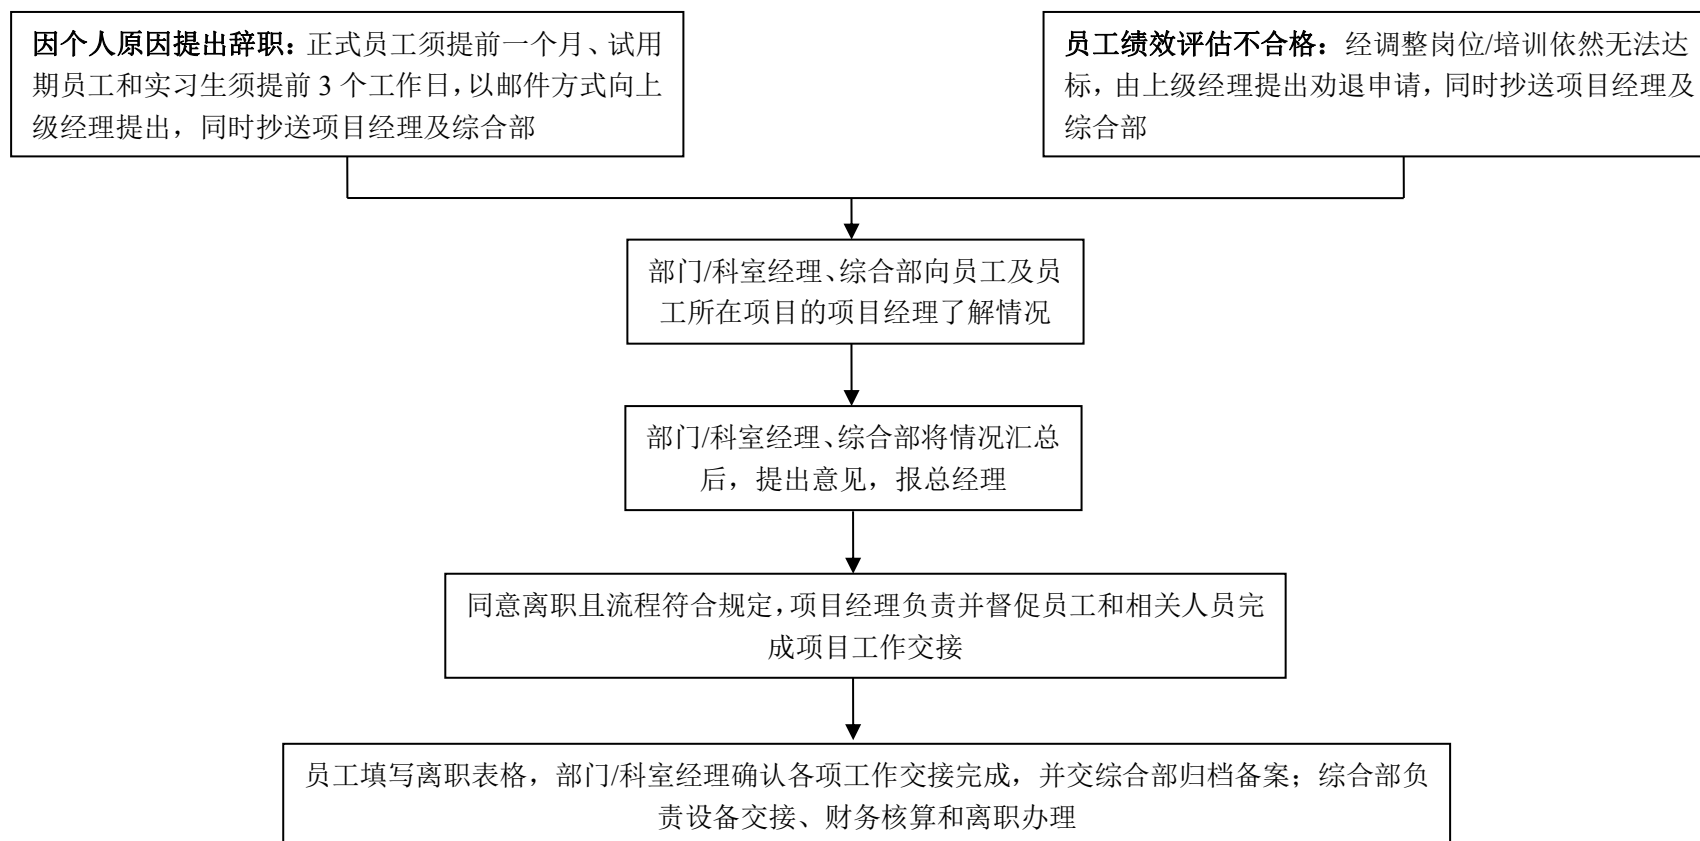 因个人原因提出辞职：正式员工须提前一个月、试用
期员工和实习生须提前 3 个工作日，以邮件方式向上
级经理提出，同时抄送项目经理及综合部
员工绩效评估不合格：经调整岗位/培训依然无法达
标，由上级经理提出劝退申请，同时抄送项目经理及
综合部
部门/科室经理、综合部向员工及员
工所在项目的项目经理了解情况
部门/科室经理、综合部将情况汇总
后，提出意见，报总经理
同意离职且流程符合规定，项目经理负责并督促员工和相关人员完
成项目工作交接
员工填写离职表格，部门/科室经理确认各项工作交接完成，并交综合部归档备案；综合部负
责设备交接、财务核算和离职办理